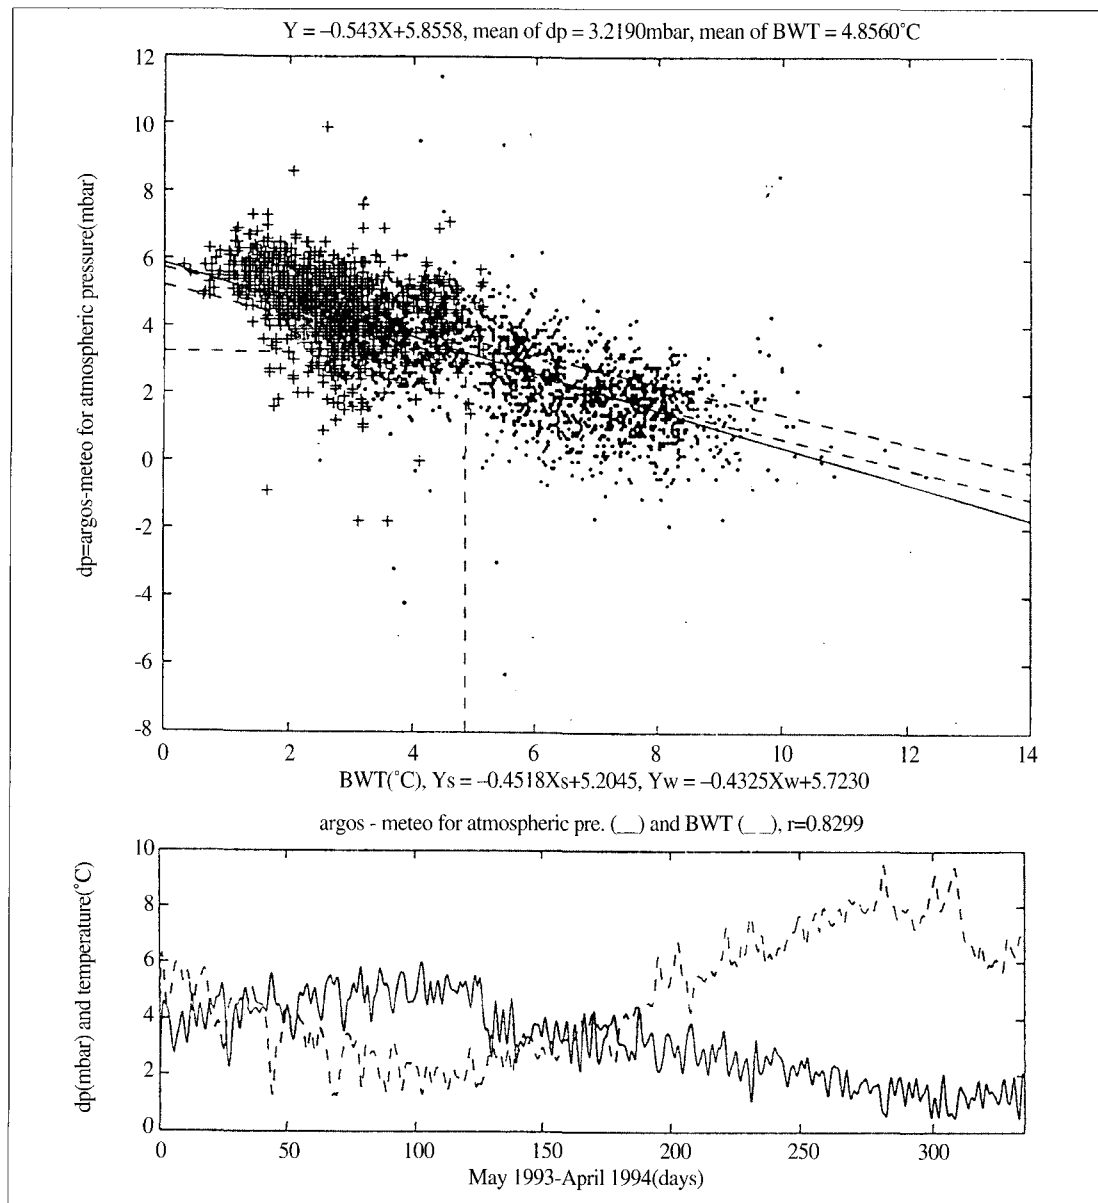 Y = –0.543X+5.8558, mean of dp = 3.2190mbar, mean of BWT = 4.8560°C
12
10
8
6
4
2
0
-2
-4
-6
-8
dp=argos-meteo for atmospheric pressure(mbar)
0 2 4 6 8 10 12 14
BWT(°C), Ys = –0.4518Xs+5.2045, Yw = –0.4325Xw+5.7230
argos - meteo for atmospheric pre. (__) and BWT (_ _), r=0.8299
10
8
6
4
2
0
dp(mbar) and temperature(°C)
0 50 100 150 200 250 300
May 1993-April 1994(days)